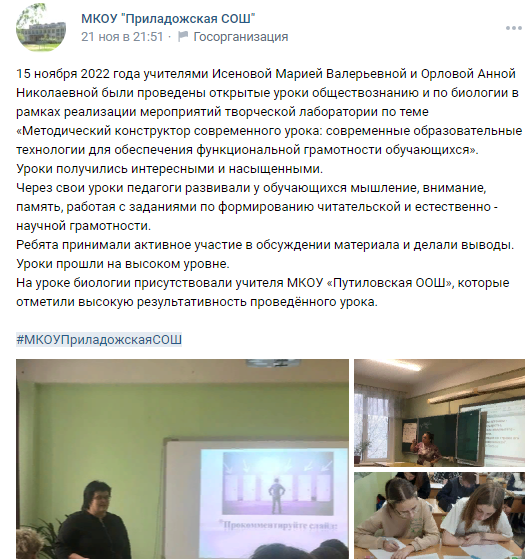 МКОУ "Приладожская СОШ"
21 ноя в 21:51 · Госорганизация
15 ноября 2022 года учителями Исеновой Марией Валерьевной и Орловой Анной
Николаевной были проведены открытые уроки обществознанию и по биологии в
рамках реализации мероприятий творческой лаборатории по теме
«Методический конструктор современного урока: современные образовательные
технологии для обеспечения функциональной грамотности обучающихся».
Уроки получились интересными и насыщенными.
Через свои уроки педагоги развивали у обучающихся мышление, внимание,
память, работая с заданиями по формированию читательской и естественно -
научной грамотности.
Ребята принимали активное участие в обсуждении материала и делали выводы.
Уроки прошли на высоком уровне.
На уроке биологии присутствовали учителя МКОУ «Путиловская ООШ», которые
отметили высокую результативность проведённого урока.
#МКОУПриладожскаяСОШ
Прокомментируйте слайд: